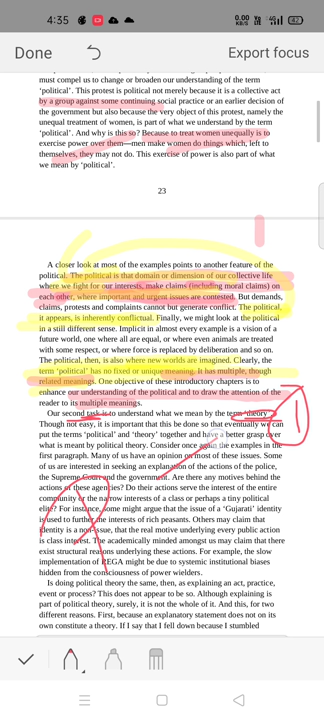 4:35
0.00 KB/S
4G
42
Done
Export focus
must compel us to change or broaden our understanding of the term
‘political’. This protest is political not merely because it is a collective act
by a group against some continuing social practice or an earlier decision of
the government but also because the very object of this protest, namely the
unequal treatment of women, is part of what we understand by the term
‘political’. And why is this so? Because to treat women unequally is to
exercise power over them—men make women do things which, left to
themselves, they may not do. This exercise of power is also part of what
we mean by ‘political’.
23
A closer look at most of the examples points to another feature of the
political. The political is that domain or dimension of our collective life
where we fight for our interests, make claims (including moral claims) on
each other, where important and urgent issues are contested. But demands,
claims, protests and complaints cannot but generate conflict. The political,
it appears, is inherently conflictual. Finally, we might look at the political
in a still different sense. Implicit in almost every example is a vision of a
future world, one where all are equal, or where even animals are treated
with some respect, or where force is replaced by deliberation and so on.
The political, then, is also where new worlds are imagined. Clearly, the
term ‘political’ has no fixed or unique meaning. It has multiple, though
related meanings. One objective of these introductory chapters is to
enhance our understanding of the political and to draw the attention of the
reader to its multiple meanings.
Our second task is to understand what we mean by the term ‘theory’.
Though not easy, it is important that this be done so that eventually we can
put the terms ‘political’ and ‘theory’ together and have a better grasp over
what is meant by political theory. Consider once again the examples in the
first paragraph. Many of us have an opinion on most of these issues. Some
of us are interested in seeking an explanation of the actions of the police,
the Supreme Court and the government. Are there any motives behind the
actions of these agencies? Do their actions serve the interest of the entire
community or the narrow interests of a class or perhaps a tiny political
elite? For instance, some might argue that the issue of a ‘Gujarati’ identity
is used to further the interests of rich peasants. Others may claim that
identity is a non-issue, that the real motive underlying every public action
is class interest. The academically minded amongst us may claim that there
exist structural reasons underlying these actions. For example, the slow
implementation of REGA might be due to systemic institutional biases
hidden from the consciousness of power wielders.
Is doing political theory the same, then, as explaining an act, practice,
event or process? This does not appear to be so. Although explaining is
part of political theory, surely, it is not the whole of it. And this, for two
different reasons. First, because an explanatory statement does not on its
own constitute a theory. If I say that I fell down because I stumbled